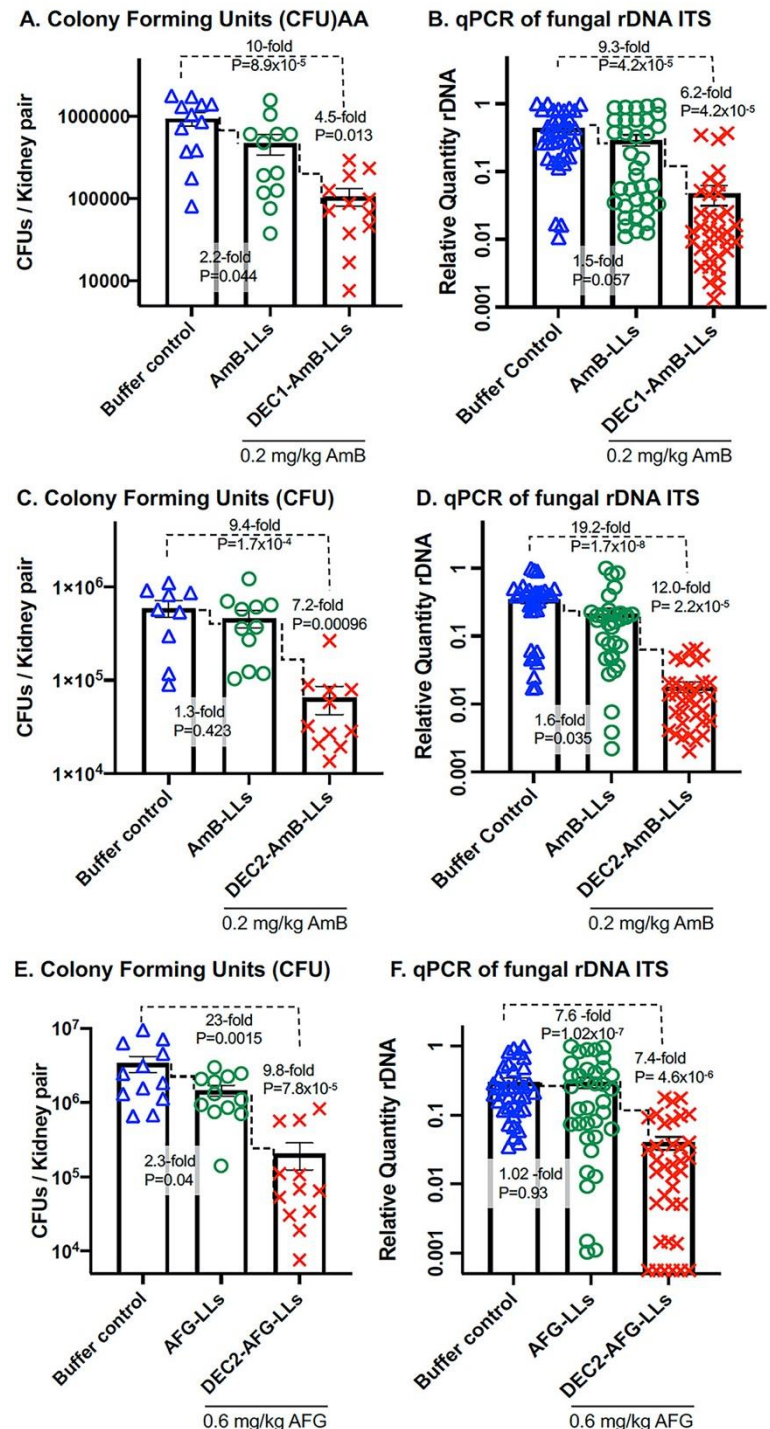 A. Colony Forming Units (CFU)AA
10-fold
P=8.9x10-5
4.5-fold
P=0.013
2.2-fold
P=0.044
CFUs / Kidney pair
1000000
100000
10000
Buffer control
AmB-LLs
DEC1-AmB-LLs
0.2 mg/kg AmB
B. qPCR of fungal rDNA ITS
9.3-fold
P=4.2x10-5
6.2-fold
P=4.2x10-5
1.5-fold
P=0.057
Relative Quantity rDNA
1
0.1
0.01
0.001
Buffer control
AmB-LLs
DEC1-AmB-LLs
0.2 mg/kg AmB
C. Colony Forming Units (CFU)
9.4-fold
P=1.7x10-4
7.2-fold
P=0.00096
1.3-fold
P=0.423
CFUs / Kidney pair
1×10⁶
1×10⁵
1×10⁴
Buffer control
AmB-LLs
DEC2-AmB-LLs
0.2 mg/kg AmB
D. qPCR of fungal rDNA ITS
19.2-fold
P=1.7x10-8
12.0-fold
P= 2.2x10-5
1.6-fold
P=0.035
Relative Quantity rDNA
1
0.1
0.01
0.001
Buffer Control
AmB-LLs
DEC2-AmB-LLs
0.2 mg/kg AmB
E. Colony Forming Units (CFU)
23-fold
P=0.0015
9.8-fold
P=7.8x10-5
2.3-fold
P=0.04
CFUs / Kidney pair
10⁷
10⁶
10⁵
10⁴
Buffer control
AFG-LLs
DEC2-AFG-LLs
0.6 mg/kg AFG
F. qPCR of fungal rDNA ITS
7.6 -fold
P=1.02x10-7
7.4-fold
P= 4.6x10-6
1.02 -fold
P=0.93
Relative Quantity rDNA
1
0.1
0.01
0.001
Buffer control
AFG-LLs
DEC2-AFG-LLs
0.6 mg/kg AFG